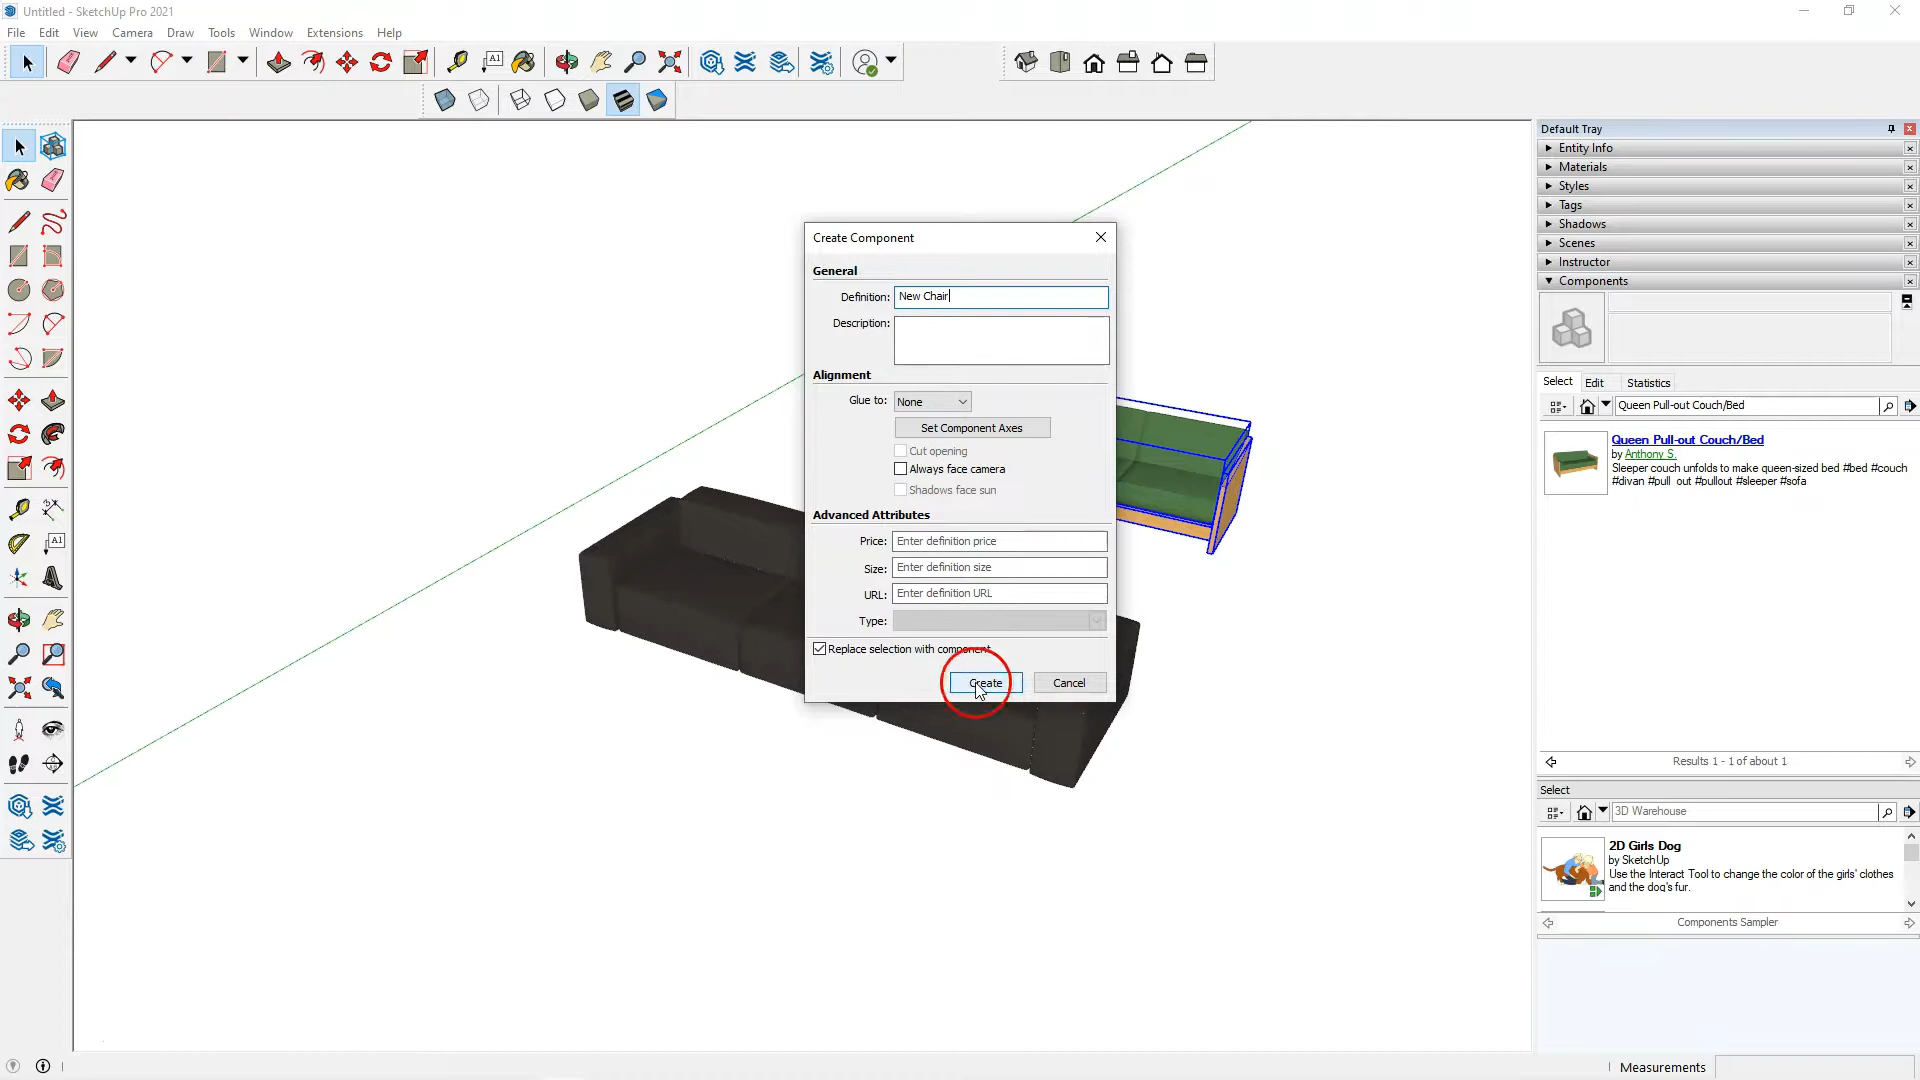 Untitled - SketchUp Pro 2021
File Edit View Camera Draw Tools Window Extensions Help
A1
Default Tray
Entity Info
Materials
Styles
Tags
Shadows
Scenes
Instructor
Components
Create Component
General
Definition: New Chair
Description:
Alignment
Glue to: None
Set Component Axes
Cut opening
Always face camera
Shadows face sun
Advanced Attributes
Price: Enter definition price
Size: Enter definition size
URL: Enter definition URL
Type:
Replace selection with component
Create Cancel
A1
Select Edit Statistics
Queen Pull-out Couch/Bed
Queen Pull-out Couch/Bed
by Anthony S.
Sleeper couch unfolds to make queen-sized bed #bed #couch
#divan #pull out #pullout #sleeper #sofa
Results 1 - 1 of about 1
Select
3D Warehouse
2D Girls Dog
by SketchUp
Use the Interact Tool to change the color of the girls' clothes
and the dog's fur.
Components Sampler
Measurements